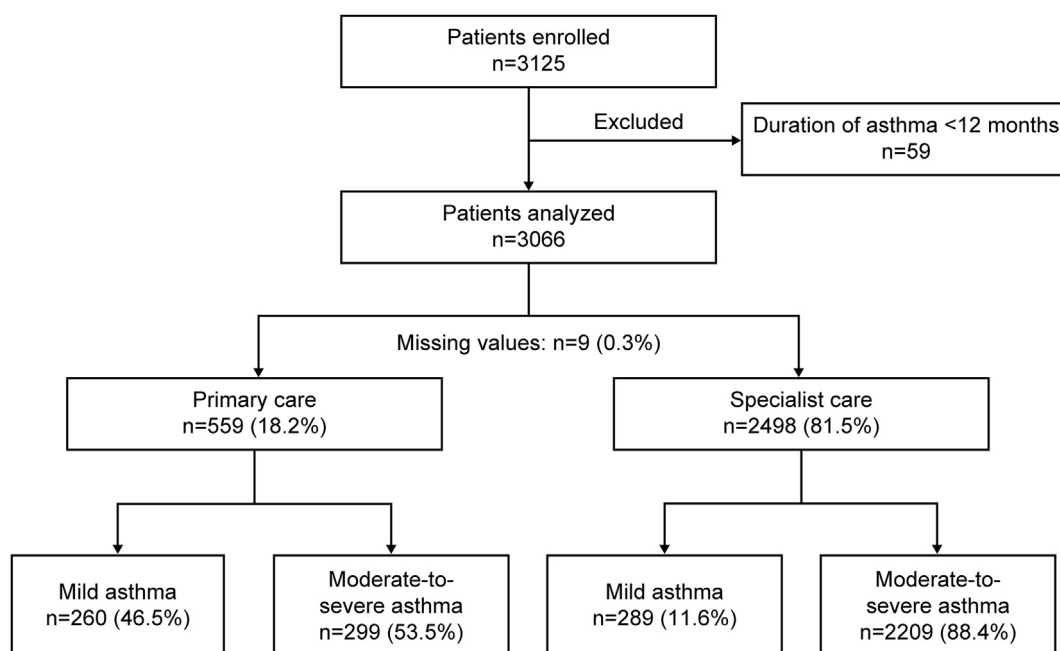 Patients enrolled
n=3125
Excluded
Duration of asthma <12 months
n=59
Patients analyzed
n=3066
Missing values: n=9 (0.3%)
Primary care
n=559 (18.2%)
Specialist care
n=2498 (81.5%)
Mild asthma
n=260 (46.5%)
Moderate-to-
severe asthma
n=299 (53.5%)
Mild asthma
n=289 (11.6%)
Moderate-to-
severe asthma
n=2209 (88.4%)